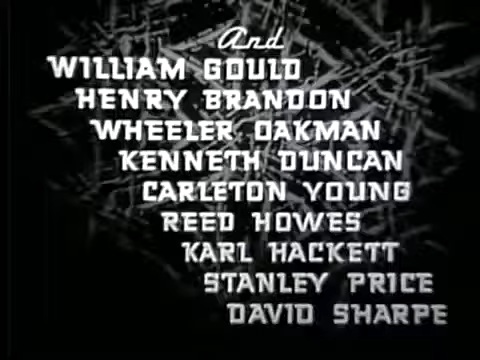 And
WILLIAM GOULD
HENRY BRANDON
WHEELER OAKMAN
KENNETH DUNCAN
CARLETON YOUNG
REED HOWES
KARL HACKETT
STANLEY PRICE
DAVID SHARPE